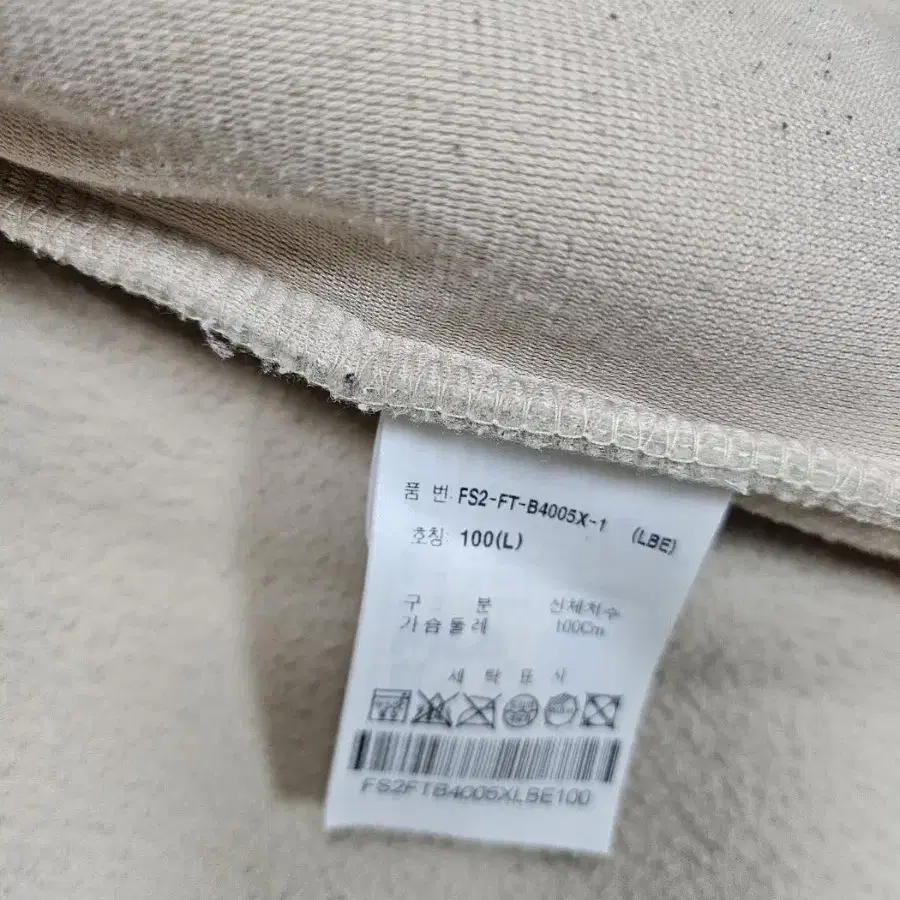 품 번: FS2-FT-B4005X-1 (LBE)
호칭: 100(L)
구 분 신체치수
가슴둘레 100Cm
세 탁 표 시
FS2FTB4005XLBE100